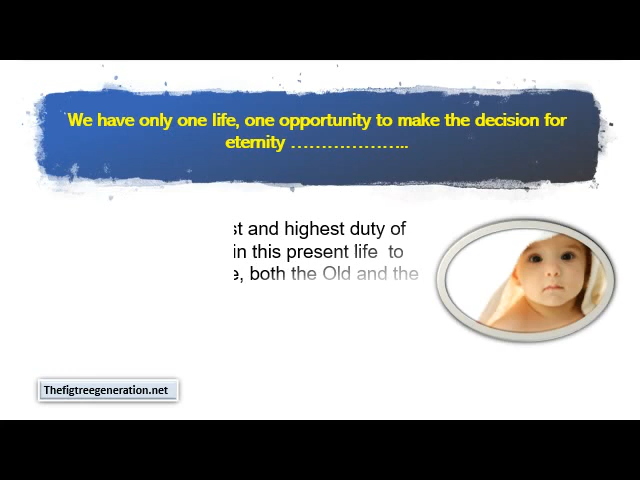 We have only one life, one opportunity to make the decision for
eternity ………………..
and highest duty of
in this present life to
both the Old and the
Thefigtreegeneration.net